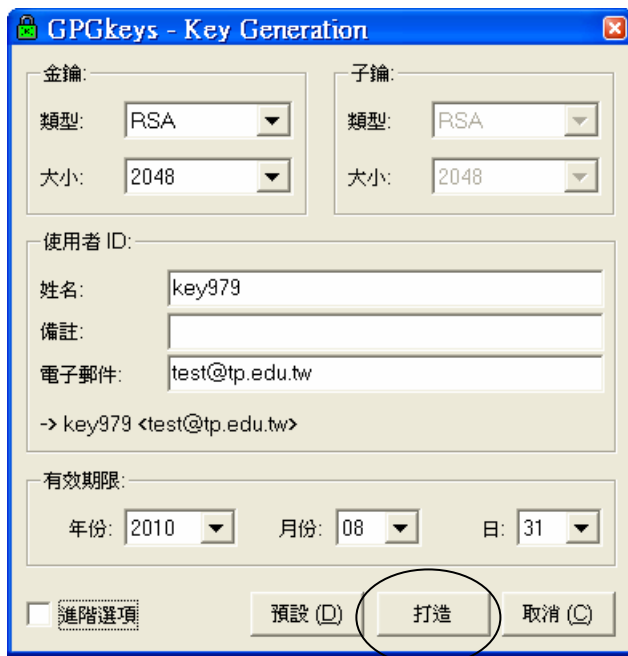 GPGkeys - Key Generation
金鑰: 子鑰:
類型: RSA 類型: RSA
大小: 2048 大小: 2048
使用者 ID:
姓名: key979
備註:
電子郵件: test@tp.edu.tw
-> key979 <test@tp.edu.tw>
有效期限:
年份: 2010 月份: 08 日: 31
進階選項 預設 (D) 打造 取消 (C)